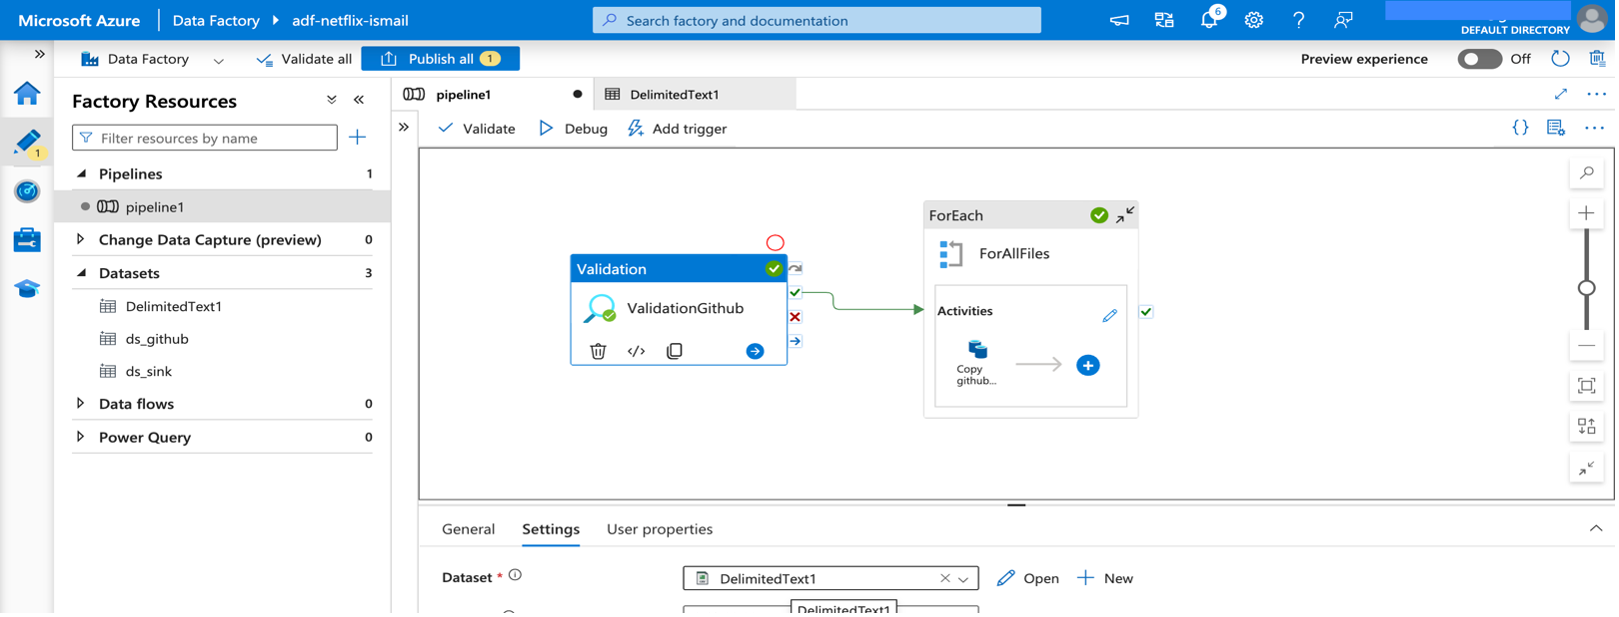 Microsoft Azure
Data Factory
adf-netflix-ismail
Search factory and documentation
6
DEFAULT DIRECTORY
Data Factory
Validate all
Publish all
1
Preview experience
Off
1
Factory Resources
Filter resources by name
Pipelines
1
pipeline1
Change Data Capture (preview)
0
Datasets
3
DelimitedText1
ds_github
ds_sink
Data flows
0
Power Query
0
pipeline1
DelimitedText1
Validate
Debug
Add trigger
Validation
ValidationGithub
ForEach
ForAllFiles
Activities
Copy
github...
General
Settings
User properties
Dataset *
DelimitedText1
Open
New
DelimitedText1